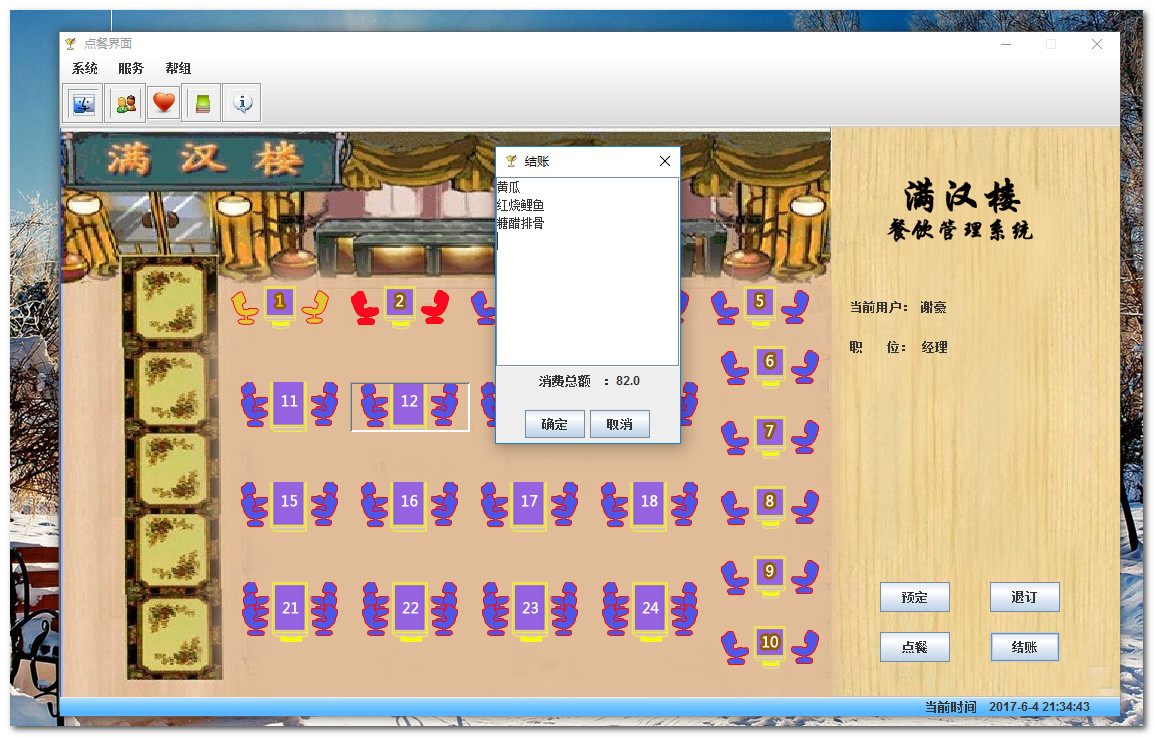 点餐界面
系统 服务 帮组
满汉楼
结账
黄瓜
红烧鲤鱼
糖醋排骨
消费总额 : 82.0
确定 取消
满汉楼
餐饮管理系统
当前用户: 谢豪
职 位: 经理
1 2 5
6
11 12
7
15 16 17 18 8
9
21 22 23 24
10
预定 退订
点餐 结账
当前时间 2017-6-4 21:34:43